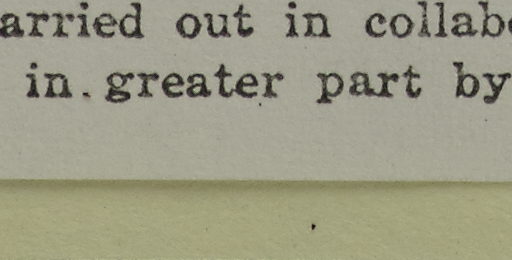 arried out in collab
in greater part by